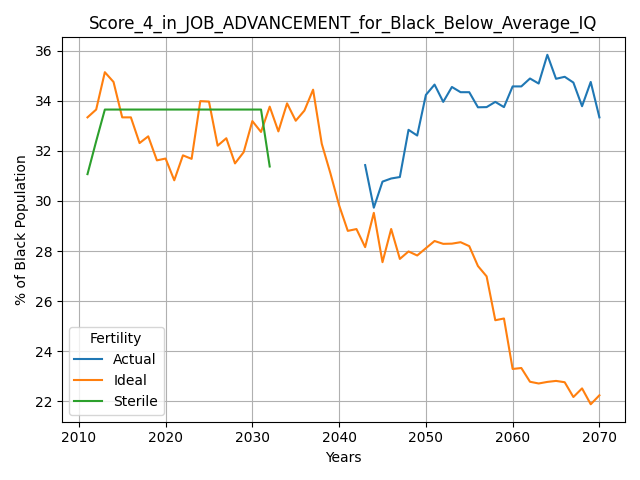 Score_4_in_JOB_ADVANCEMENT_for_Black_Below_Average_IQ
36
34
32
30
28
26
24
22
% of Black Population
Fertility
Actual
Ideal
Sterile
2010 2020 2030 2040 2050 2060 2070
Years